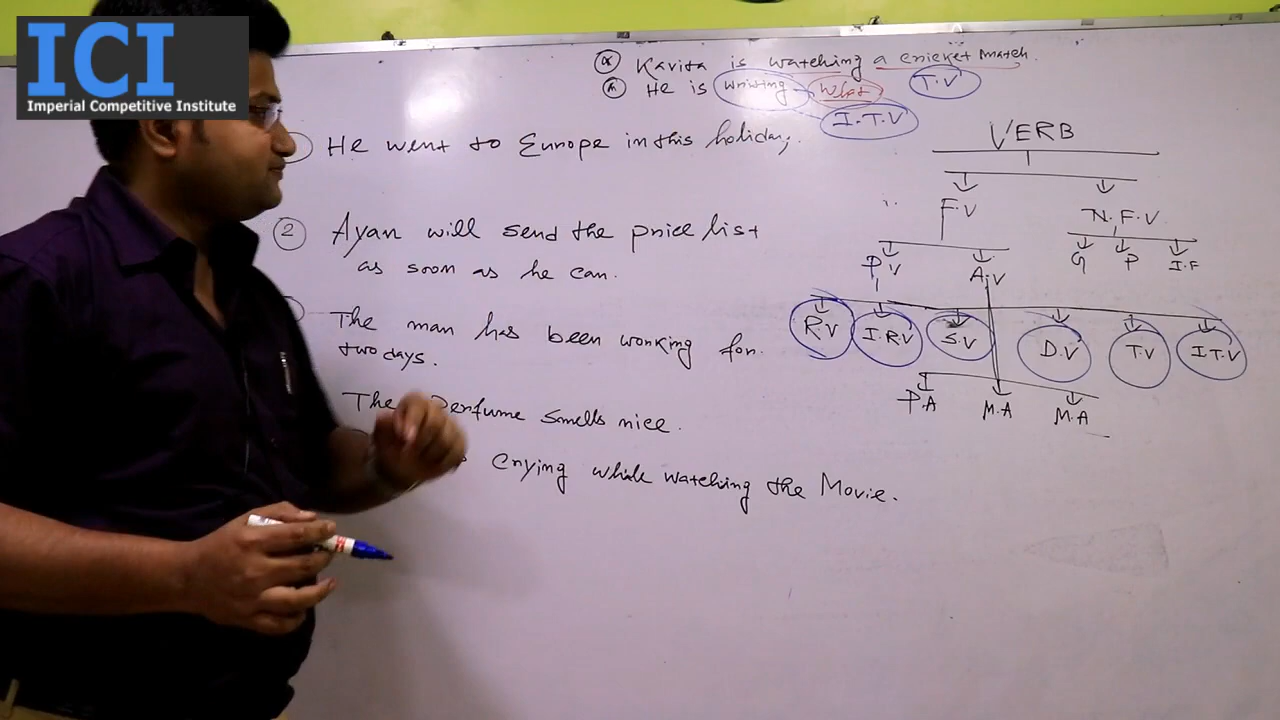 ICI
Imperial Competitive Institute
Kavita is watching a cricket match.
He is writing what T.V
I.T.V
He went to Europe in this holiday.
2 Ayan will send the price list
as soon as he can.
The man has been working for
two days.
The Perfume smells nice.
crying while watching the Movie.
VERB
F.V N.F.V
P.V A.V G P I.F
R.V I.R.V S.V D.V T.V I.T.V
P.A M.A M.A